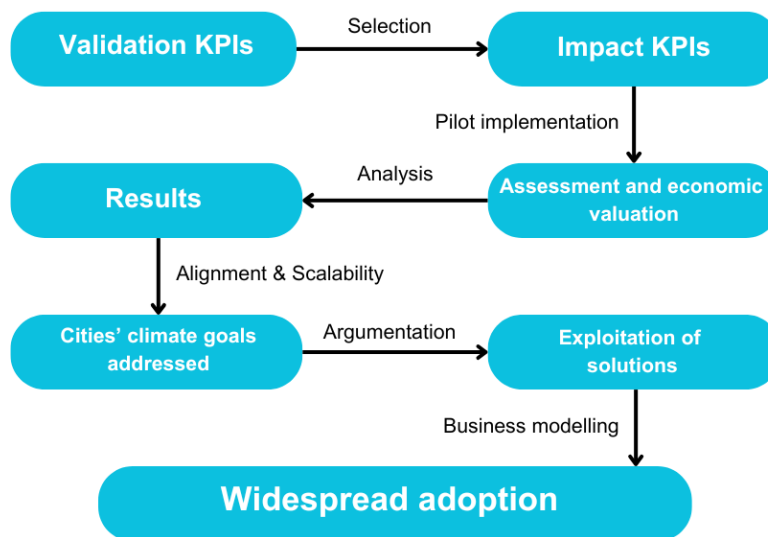 Validation KPIs
Selection
Impact KPIs
Pilot implementation
Assessment and economic
valuation
Analysis
Results
Alignment & Scalability
Cities’ climate goals
addressed
Argumentation
Exploitation of
solutions
Business modelling
Widespread adoption